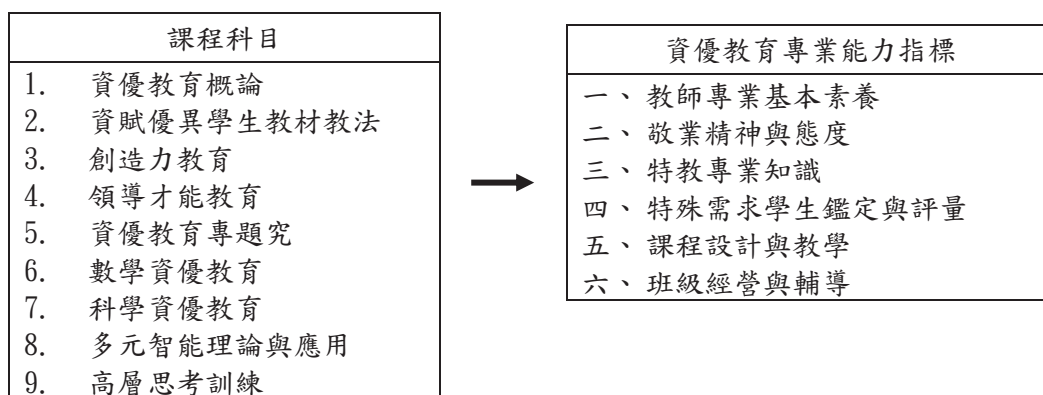 課程科目
1. 資優教育概論
2. 資賦優異學生教材教法
3. 創造力教育
4. 領導才能教育
5. 資優教育專題究
6. 數學資優教育
7. 科學資優教育
8. 多元智能理論與應用
9. 高層思考訓練
資優教育專業能力指標
一、教師專業基本素養
二、敬業精神與態度
三、特教專業知識
四、特殊需求學生鑑定與評量
五、課程設計與教學
六、班級經營與輔導